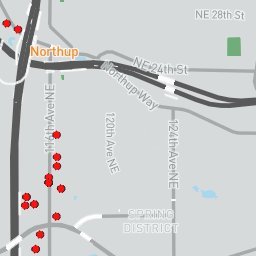 NE 28th St
Northup
NE 24th St
Northup Way
116th Ave NE
120th Ave NE
124th Ave NE
SPRING
DISTRICT